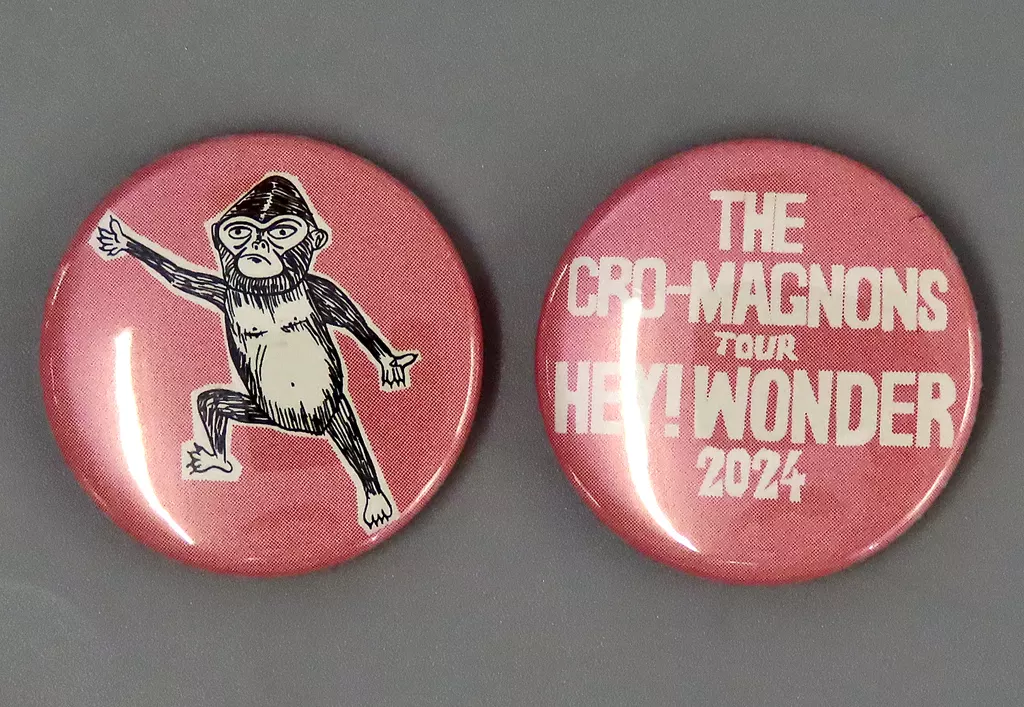 THE
CRO-MAGNONS
TOUR
HEY! WONDER
2024